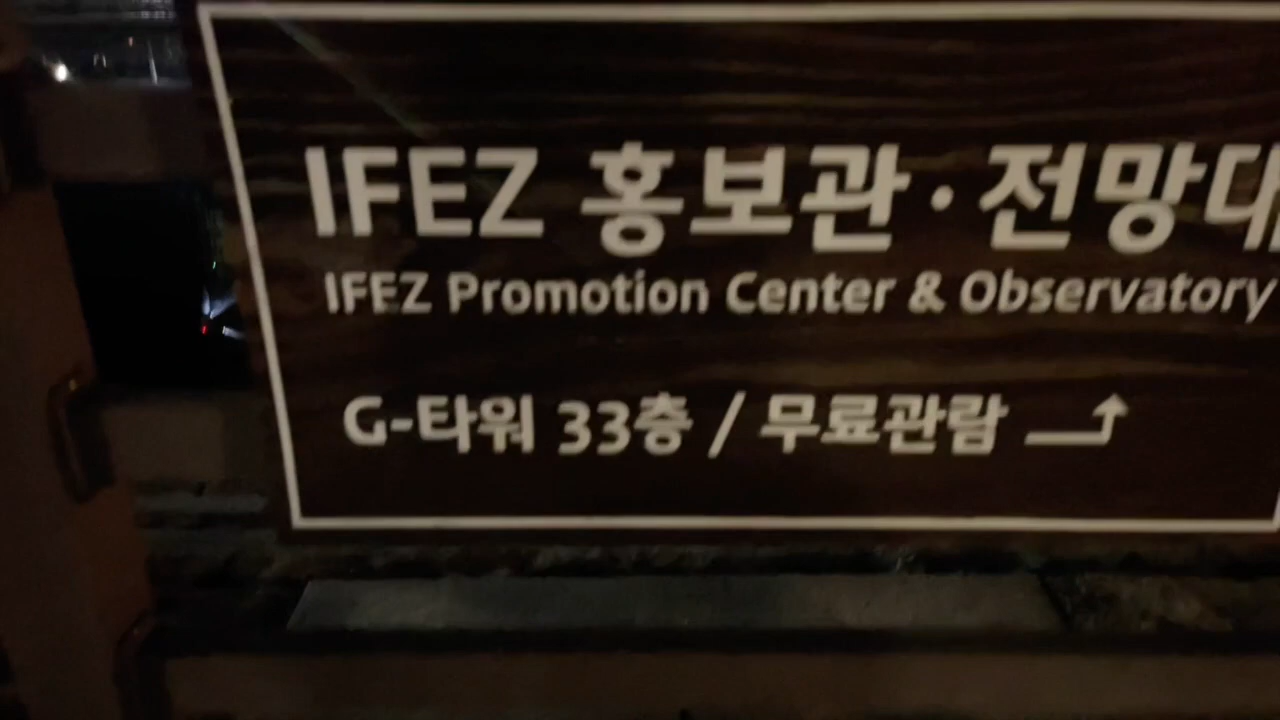 IFEZ 홍보관·전망대
IFEZ Promotion Center & Observatory
G-타워 33층 / 무료관람